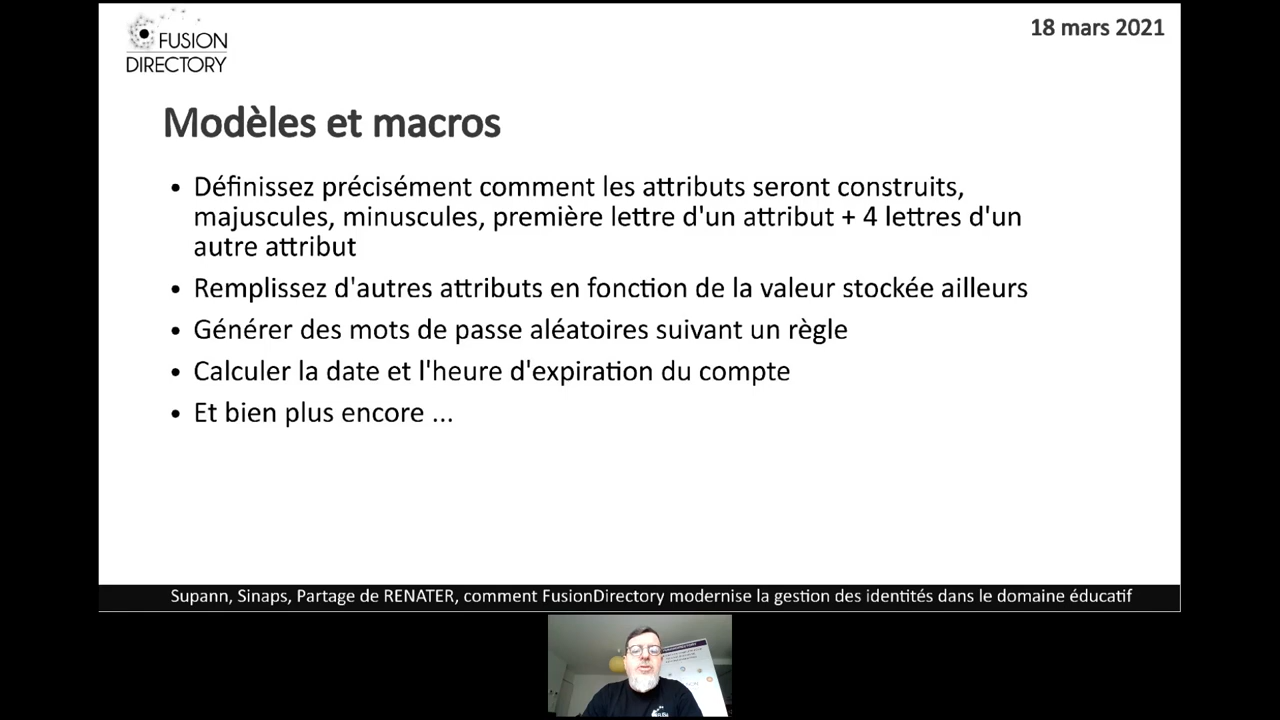 FUSION
DIRECTORY
18 mars 2021
Modèles et macros
• Définissez précisément comment les attributs seront construits,
majuscules, minuscules, première lettre d'un attribut + 4 lettres d'un
autre attribut
• Remplissez d'autres attributs en fonction de la valeur stockée ailleurs
• Générer des mots de passe aléatoires suivant un règle
• Calculer la date et l'heure d'expiration du compte
• Et bien plus encore ...
Supann, Sinaps, Partage de RENATER, comment FusionDirectory modernise la gestion des identités dans le domaine éducatif